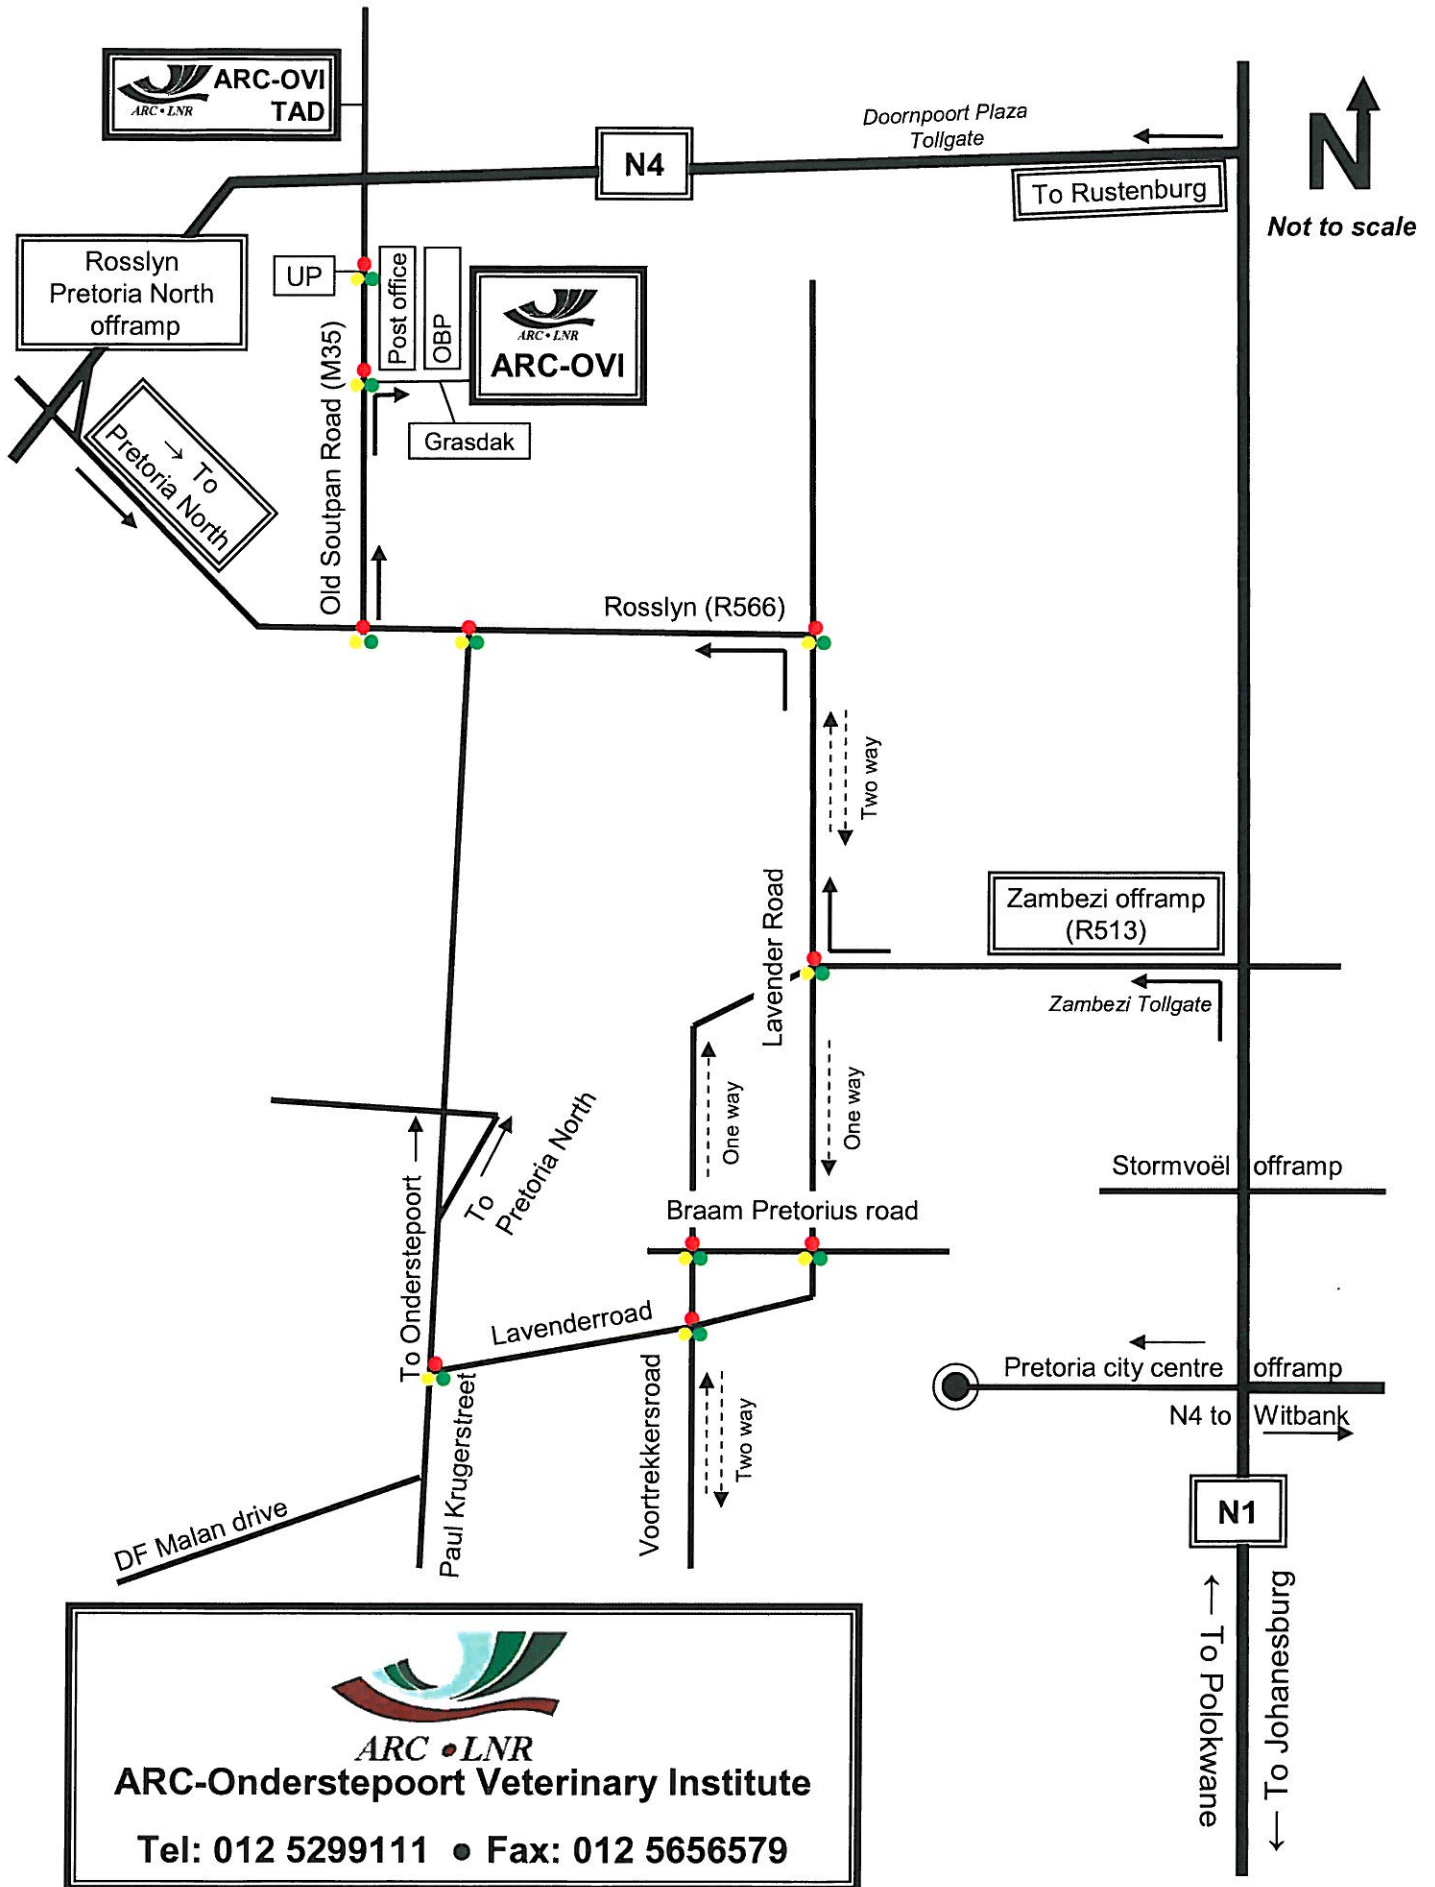 ARC-OVI
TAD
ARC • LNR
N4
Doornpoort Plaza
Tollgate
To Rustenburg
N
Not to scale
Rosslyn
Pretoria North
offramp
UP
Post office
OBP
ARC • LNR
ARC-OVI
Grasdak
Old Soutpan Road (M35)
→ To
Pretoria North
Rosslyn (R566)
Two way
Lavender Road
Zambezi offramp
(R513)
Zambezi Tollgate
One way
One way
To
Pretoria North
To Onderstepoort
Stormvoël offramp
Braam Pretorius road
Lavenderroad
Pretoria city centre offramp
N4 to Witbank
Paul Krugerstreet
Voortrekkersroad
Two way
DF Malan drive
N1
← To Polokwane
→ To Johanesburg
ARC • LNR
ARC-Onderstepoort Veterinary Institute
Tel: 012 5299111 • Fax: 012 5656579